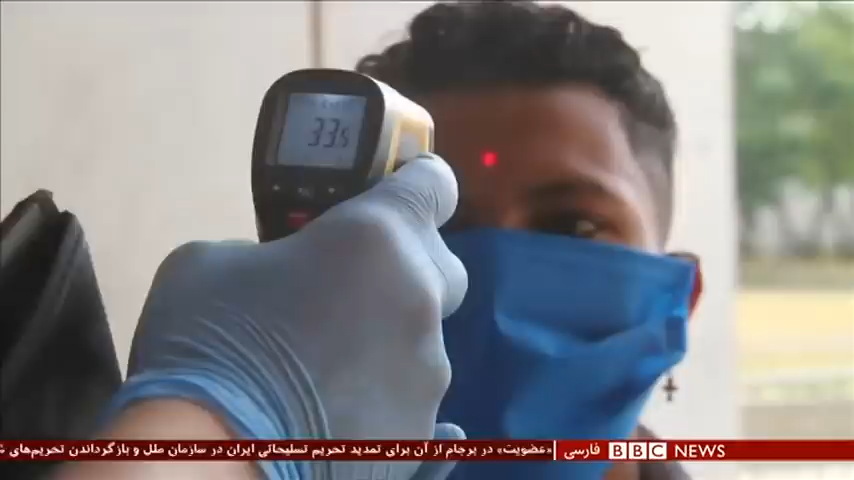 33.5
BBC NEWS فارسی
«عضویت» در برجام از آن برای تمدید تحریم تسلیحاتی ایران در سازمان ملل و بازگرداندن تحریم‌های